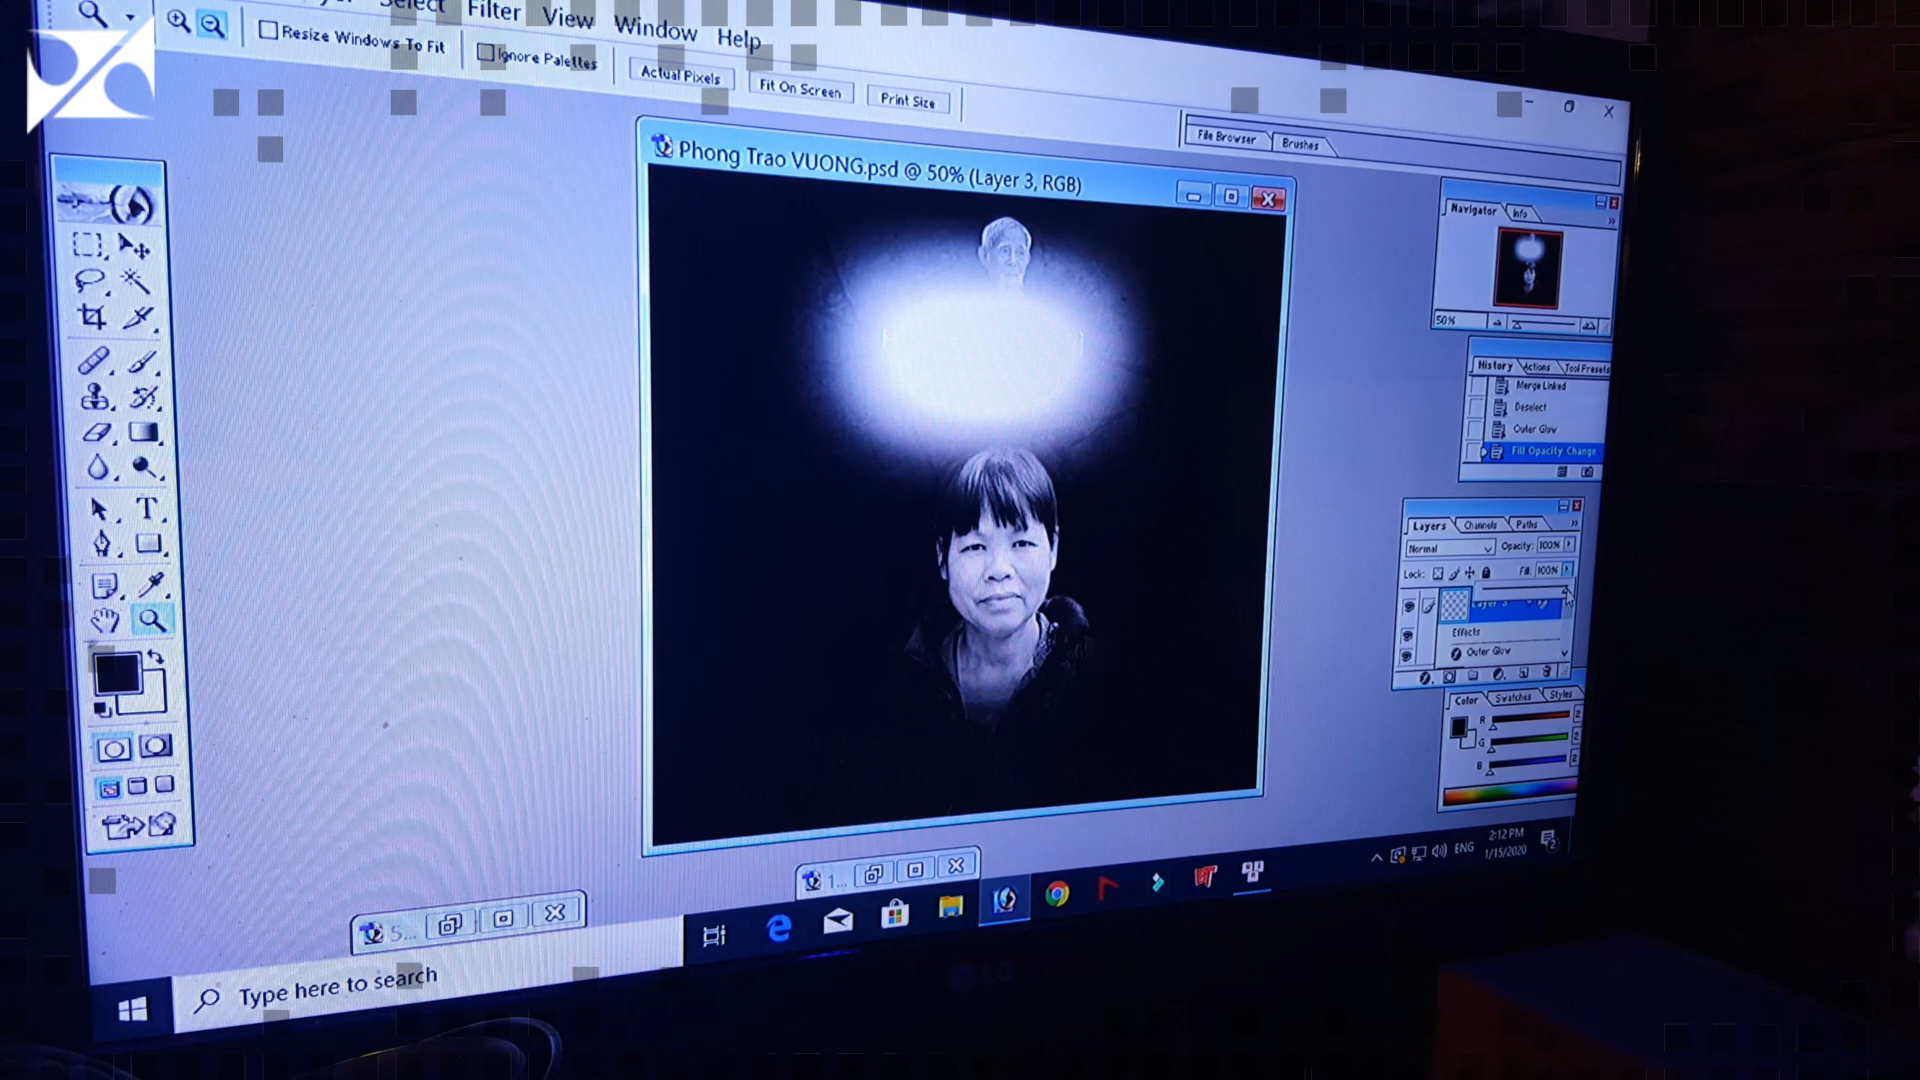 Select Filter View Window Help
Resize Windows To Fit
Ignore Palettes
Actual Pixels
Fit On Screen
Print Size
File Browser
Brushes
Phong Trao VUONG.psd @ 50% (Layer 3, RGB)
Navigator
Info
50%
History
Actions
Tool Presets
Merge Linked
Deselect
Outer Glow
Fill Opacity Change
Layers
Channels
Paths
Normal
Opacity: 100%
Lock:
Fill: 100%
Effects
Outer Glow
Color
Swatches
Styles
R
G
B
T
5...
1...
2:12 PM
ENG
1/15/2020
Type here to search
LG